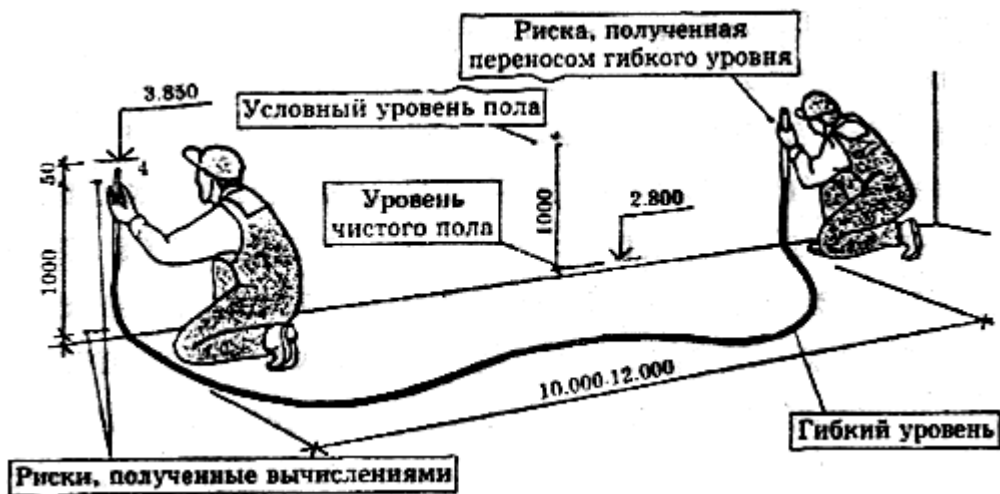 Риска, полученная
переносом гибкого уровня
3.850
Условный уровень пола
50
4
Уровень
чистого пола
1000
2.800
1000
10.000-12.000
Гибкий уровень
Риски, полученные вычислениями